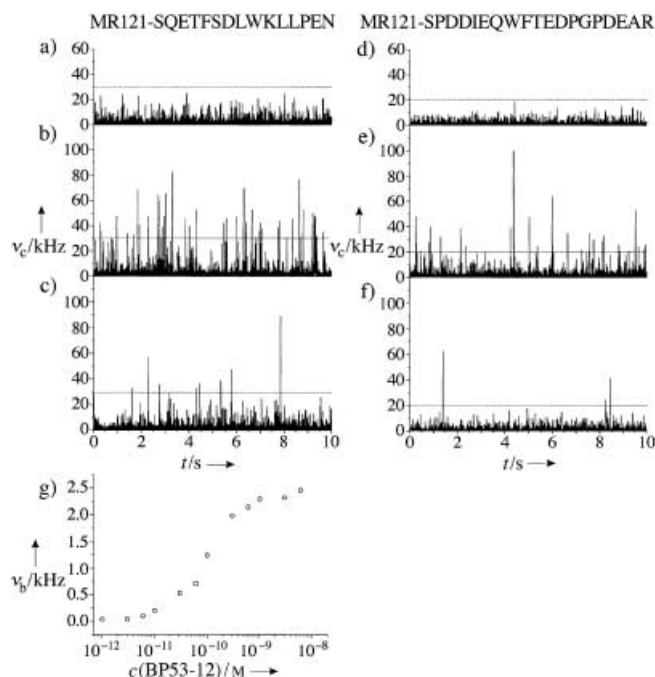 MR121-SQETFSDLWKLLPEN
MR121-SPDDIEQWFTEDPGPDEAR
a)
60
40
20
0
d)
60
40
20
0
b)
100
80
60
40
20
0
νc/kHz
e)
100
80
60
40
20
0
νc/kHz
c)
100
80
60
40
20
0
0 2 4 6 8 10
t/s
f)
100
80
60
40
20
0
0 2 4 6 8 10
t/s
g)
2.5
2.0
1.5
1.0
0.5
0.0
νb/kHz
10⁻¹² 10⁻¹¹ 10⁻¹⁰ 10⁻⁹ 10⁻⁸
c(BP53-12)/M